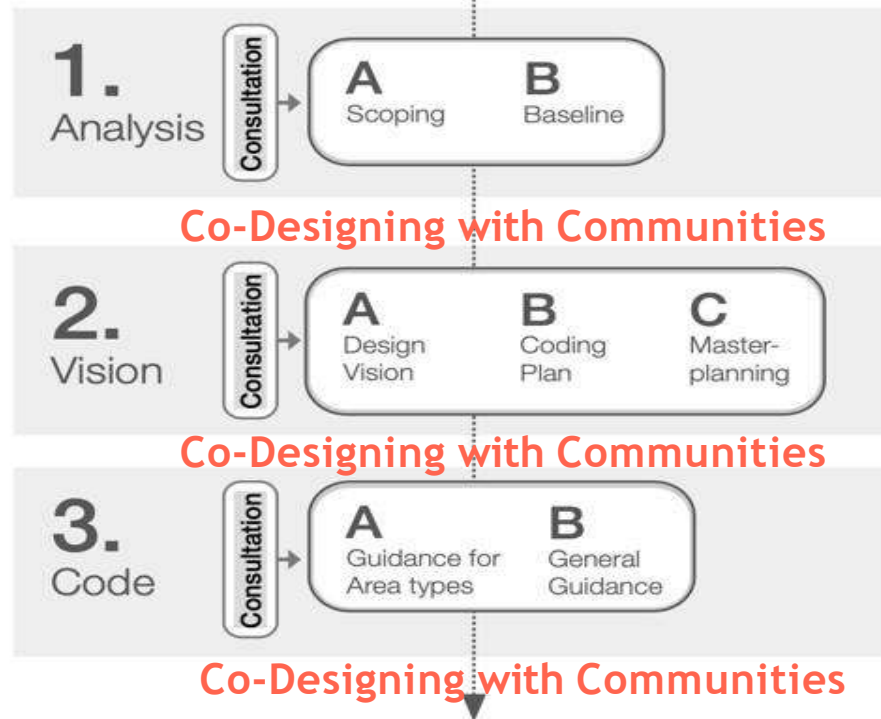 1.
Analysis
Consultation
A
Scoping
B
Baseline
Co-Designing with Communities
2.
Vision
Consultation
A
Design
Vision
B
Coding
Plan
C
Master-
planning
Co-Designing with Communities
3.
Code
Consultation
A
Guidance for
Area types
B
General
Guidance
Co-Designing with Communities